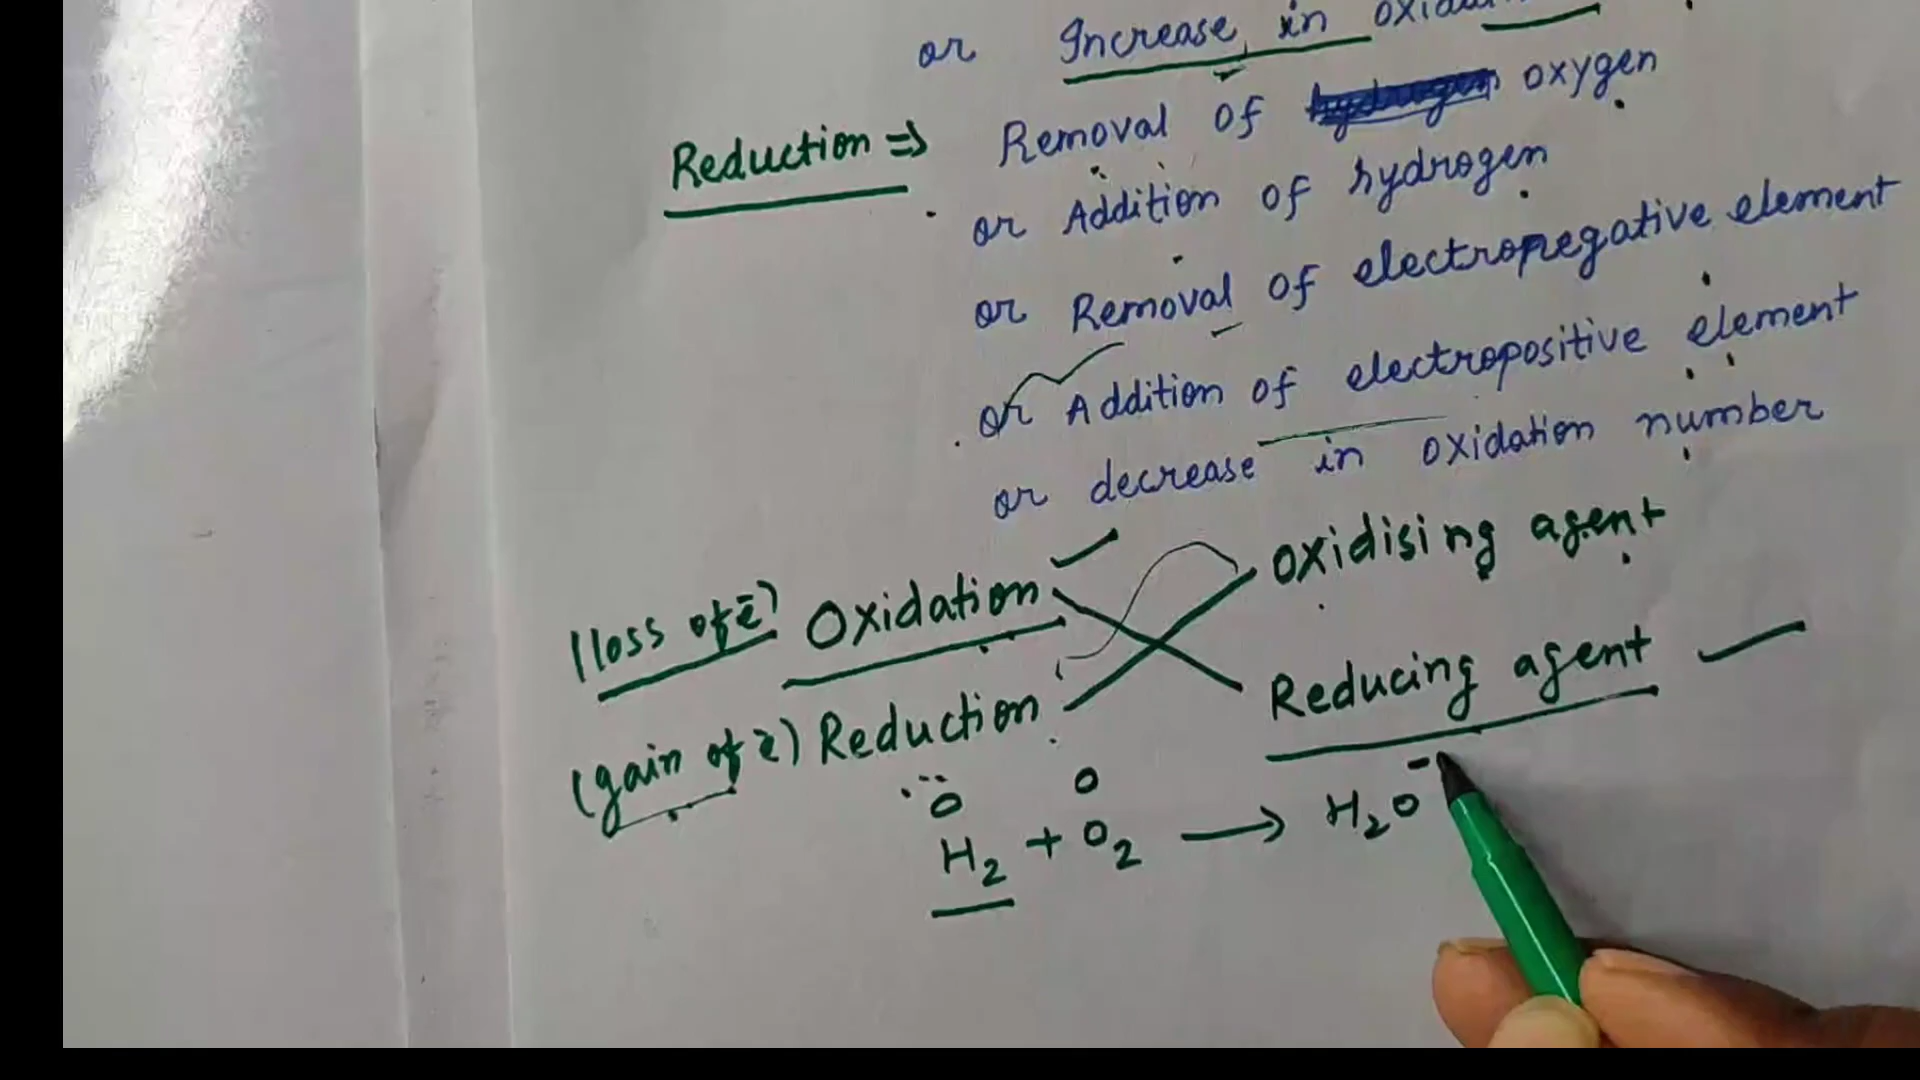 or Increase in
Reduction ⇒ Removal of oxygen
or Addition of hydrogen
or Removal of electronegative element
or Addition of electropositive element
or decrease in oxidation number
(loss of ē) Oxidation oxidising agent
(gain of ē) Reduction Reducing agent
0 0 -
H₂ + O₂ → H₂O